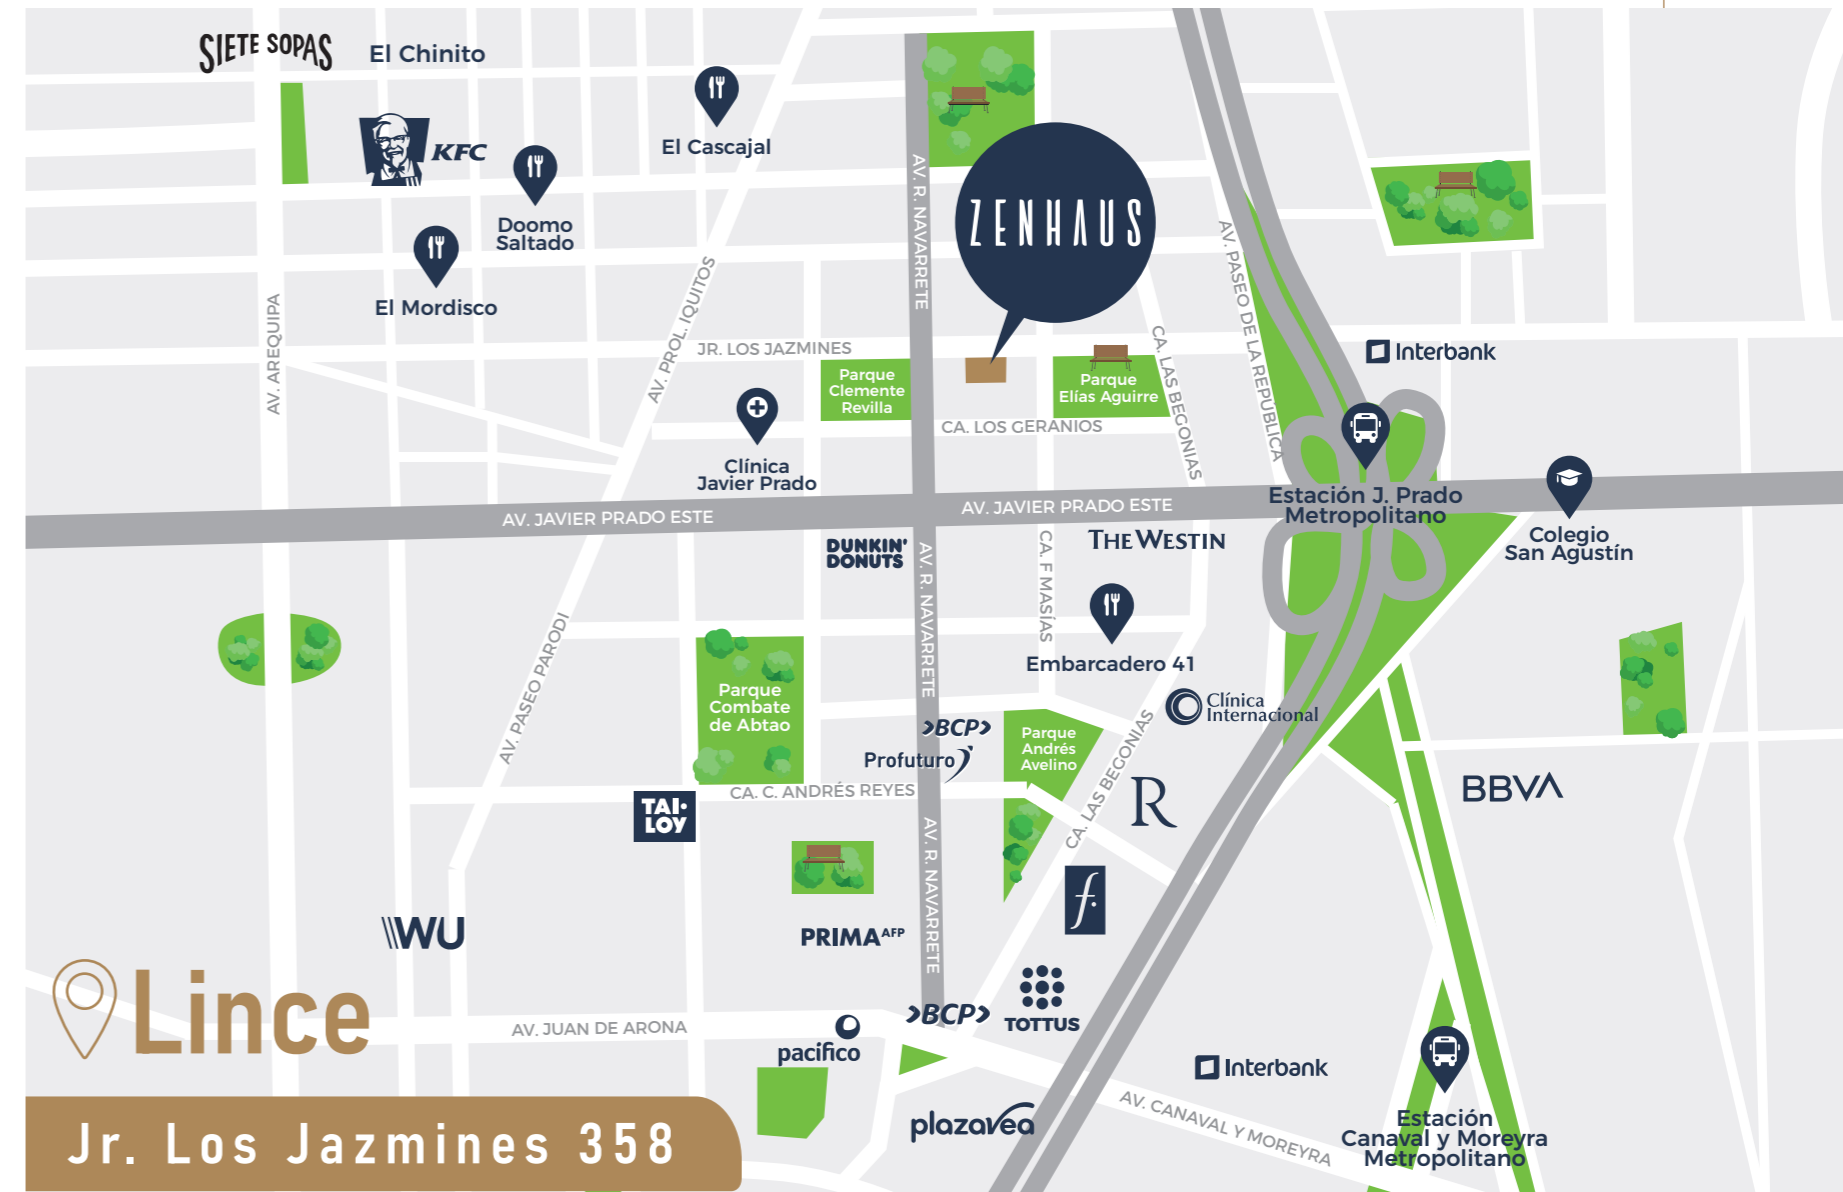 SIETE SOPAS
El Chinito
KFC
El Cascajal
Doomo
Saltado
El Mordisco
AV. R. NAVARRETE
ZENHAUS
AV. PASEO DE LA REPÚBLICA
AV. AREQUIPA
AV. PROL. IQUITOS
JR. LOS JAZMINES
CA. LAS BEGONIAS
Interbank
Parque
Clemente
Revilla
Parque
Elías Aguirre
CA. LOS GERANIOS
Clínica
Javier Prado
AV. JAVIER PRADO ESTE
AV. JAVIER PRADO ESTE
Estación J. Prado
Metropolitano
Colegio
San Agustín
DUNKIN'
DONUTS
AV. R. NAVARRETE
CA. F MASÍAS
THE WESTIN
Embarcadero 41
AV. PASEO PARODI
Parque
Combate
de Abtao
Clínica
Internacional
BCP
Profuturo
Parque
Andrés
Avelino
CA. LAS BEGONIAS
R
BBVA
CA. C. ANDRÉS REYES
TAI•
LOY
AV. R. NAVARRETE
f.
WU
PRIMA AFP
Lince
AV. JUAN DE ARONA
BCP
TOTTUS
pacífico
Interbank
plazavea
AV. CANAVAL Y MOREYRA
Estación
Canaval y Moreyra
Metropolitano
Jr. Los Jazmines 358